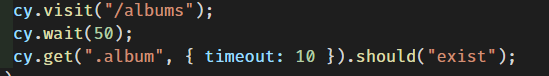 cy.visit("/albums");
cy.wait(50);
cy.get(".album", { timeout: 10 }).should("exist");